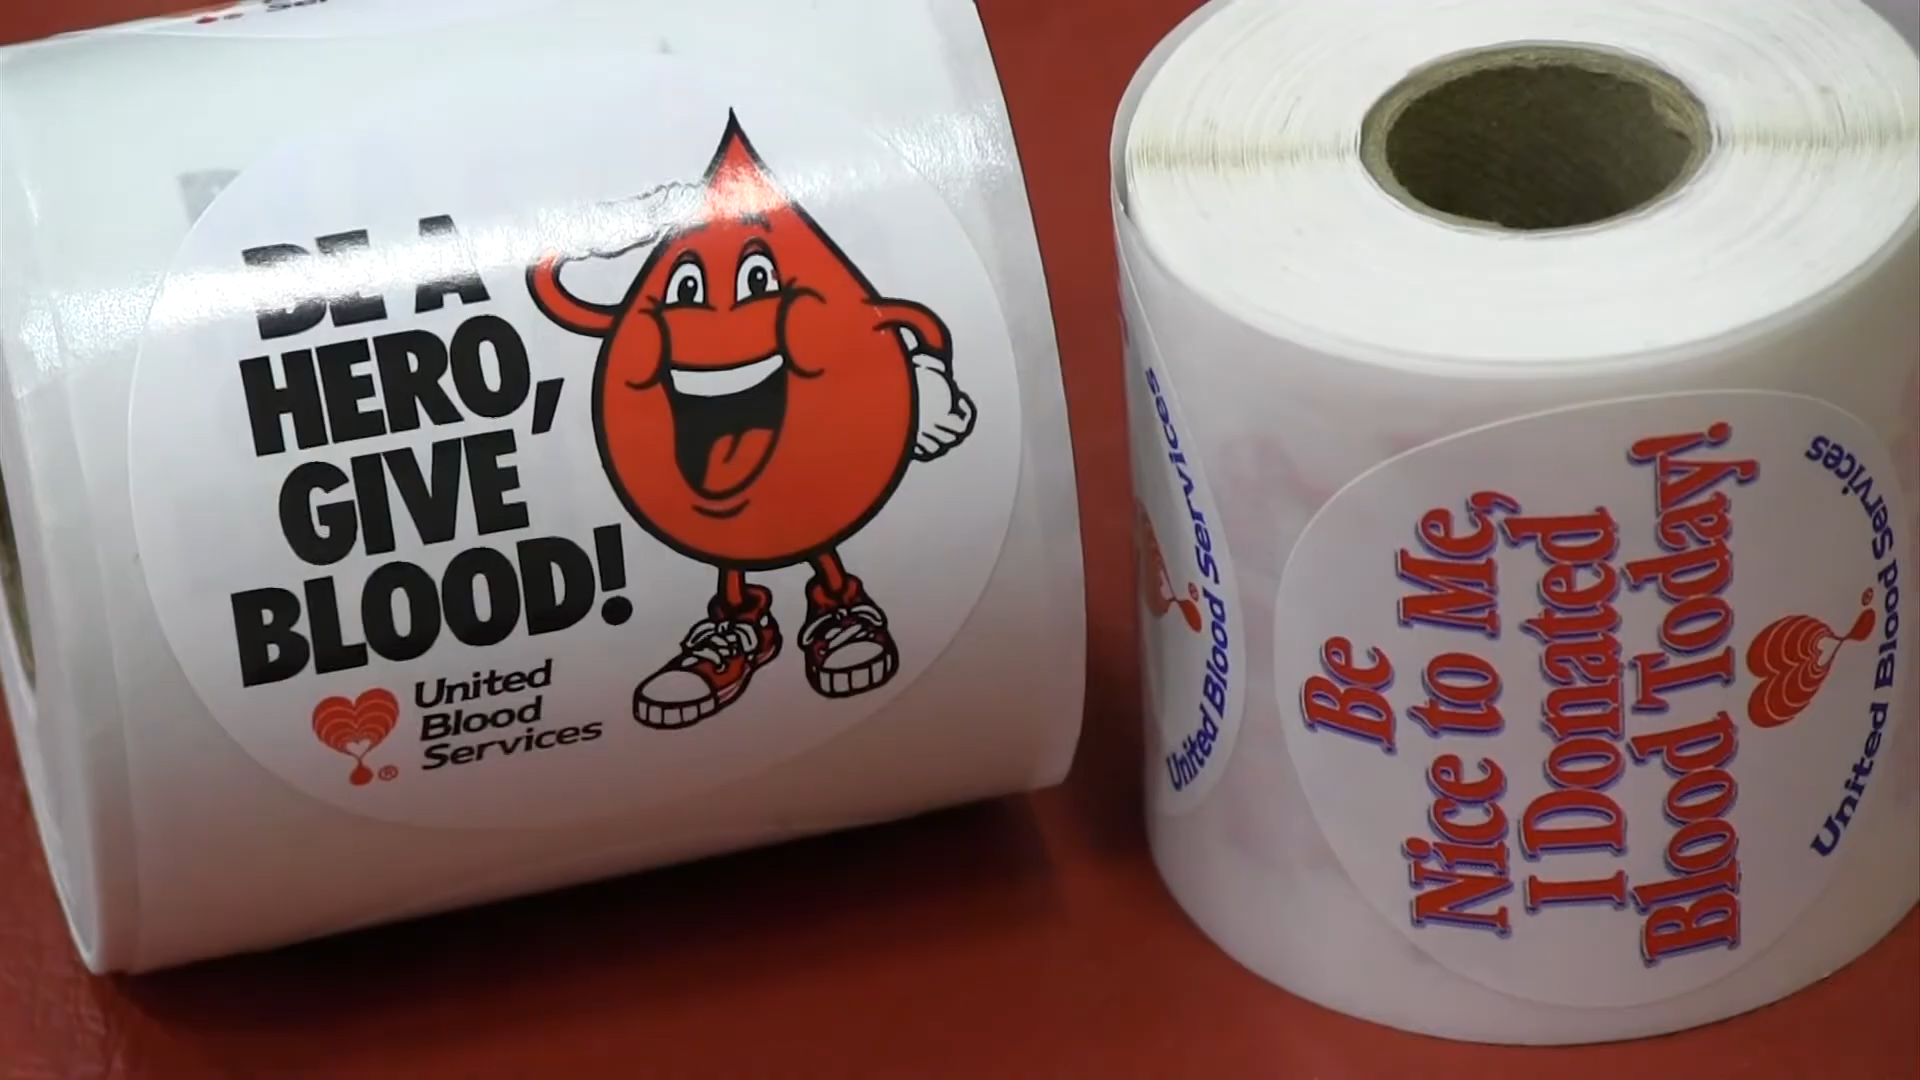 BE A
HERO,
GIVE
BLOOD!
United
Blood
Services
®
United Blood Services
®
Be
Nice to Me,
I Donated
Blood Today!
®
United Blood Services